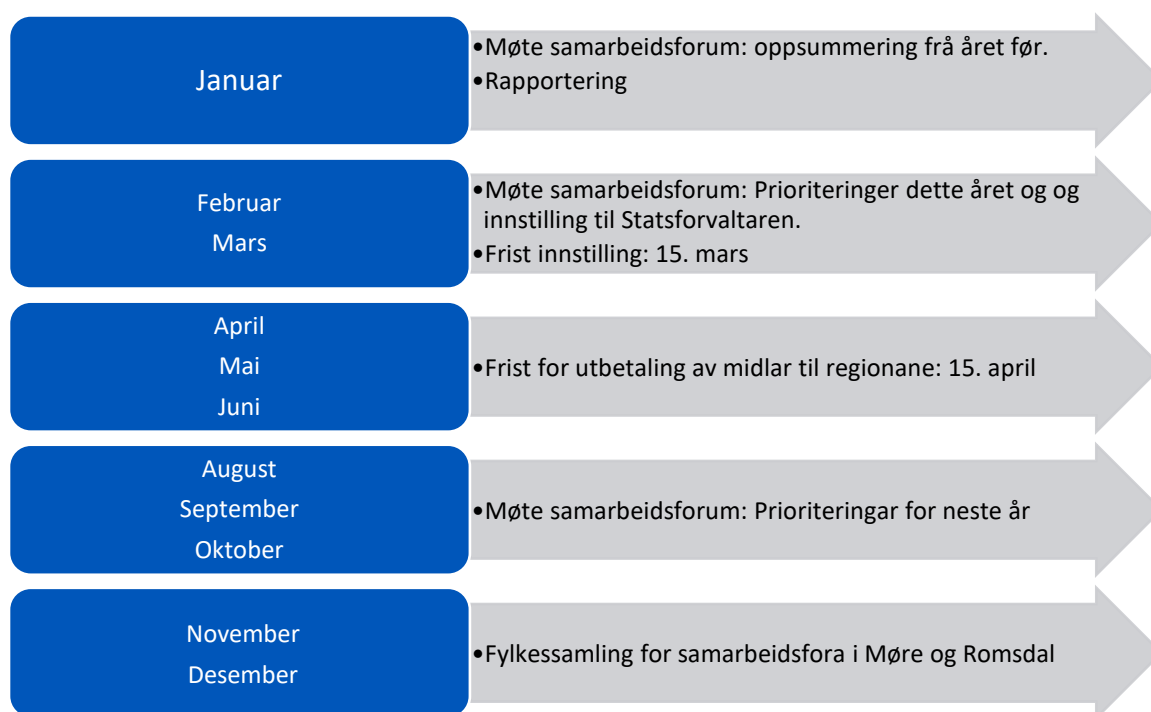 Januar
•Møte samarbeidsforum: oppsummering frå året før.
•Rapportering
Februar
Mars
•Møte samarbeidsforum: Prioriteringer dette året og og
innstilling til Statsforvaltaren.
•Frist innstilling: 15. mars
April
Mai
Juni
•Frist for utbetaling av midlar til regionane: 15. april
August
September
Oktober
•Møte samarbeidsforum: Prioriteringar for neste år
November
Desember
•Fylkessamling for samarbeidsfora i Møre og Romsdal